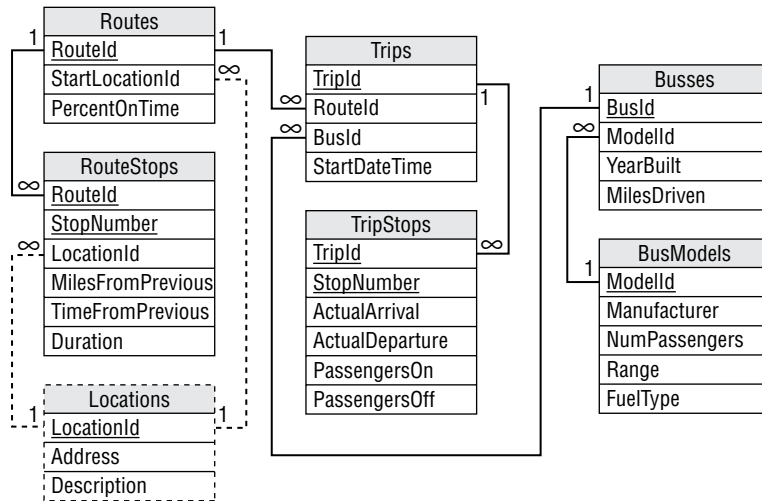 Routes
1
RouteId
1
StartLocationId
∞
PercentOnTime
RouteStops
∞
RouteId
StopNumber
∞
LocationId
MilesFromPrevious
TimeFromPrevious
Duration
Locations
1
LocationId
1
Address
Description
Trips
TripId
1
∞
RouteId
∞
BusId
StartDateTime
TripStops
TripId
∞
StopNumber
ActualArrival
ActualDeparture
PassengersOn
PassengersOff
Busses
1
BusId
∞
ModelId
YearBuilt
MilesDriven
BusModels
1
ModelId
Manufacturer
NumPassengers
Range
FuelType